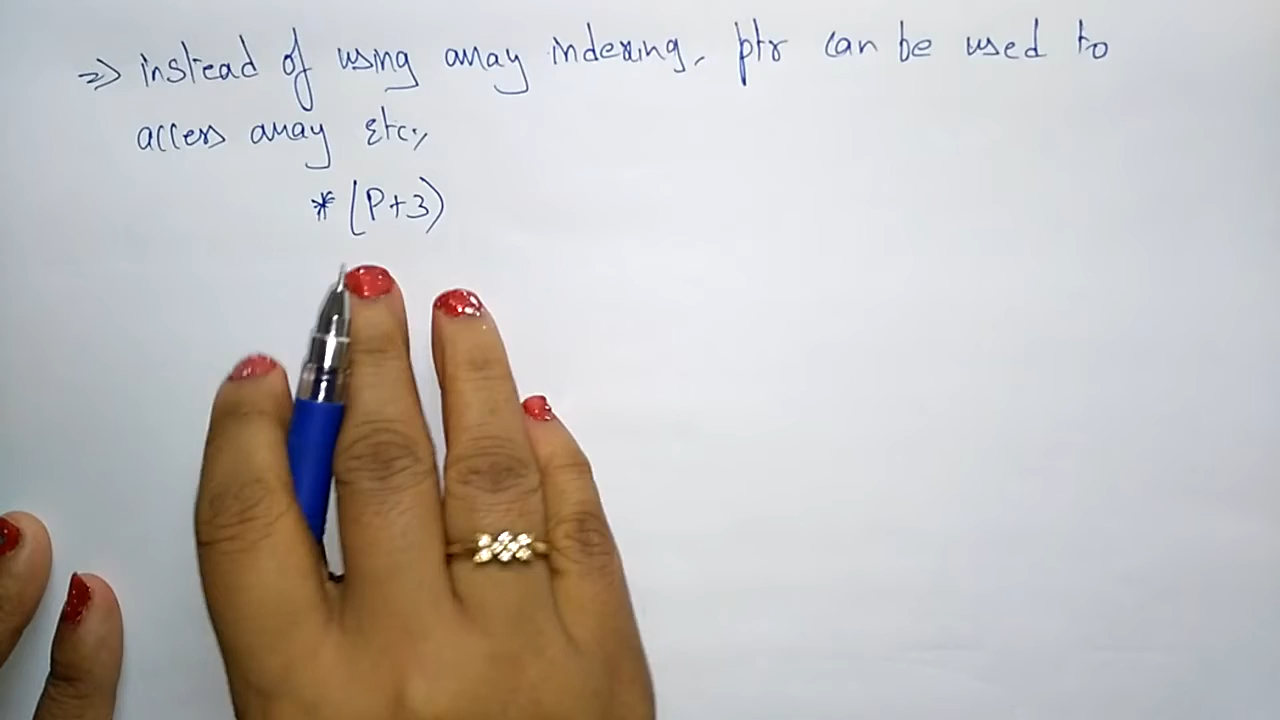 => instead of using array indexing, ptr can be used to
access array etc.,
*(P+3)